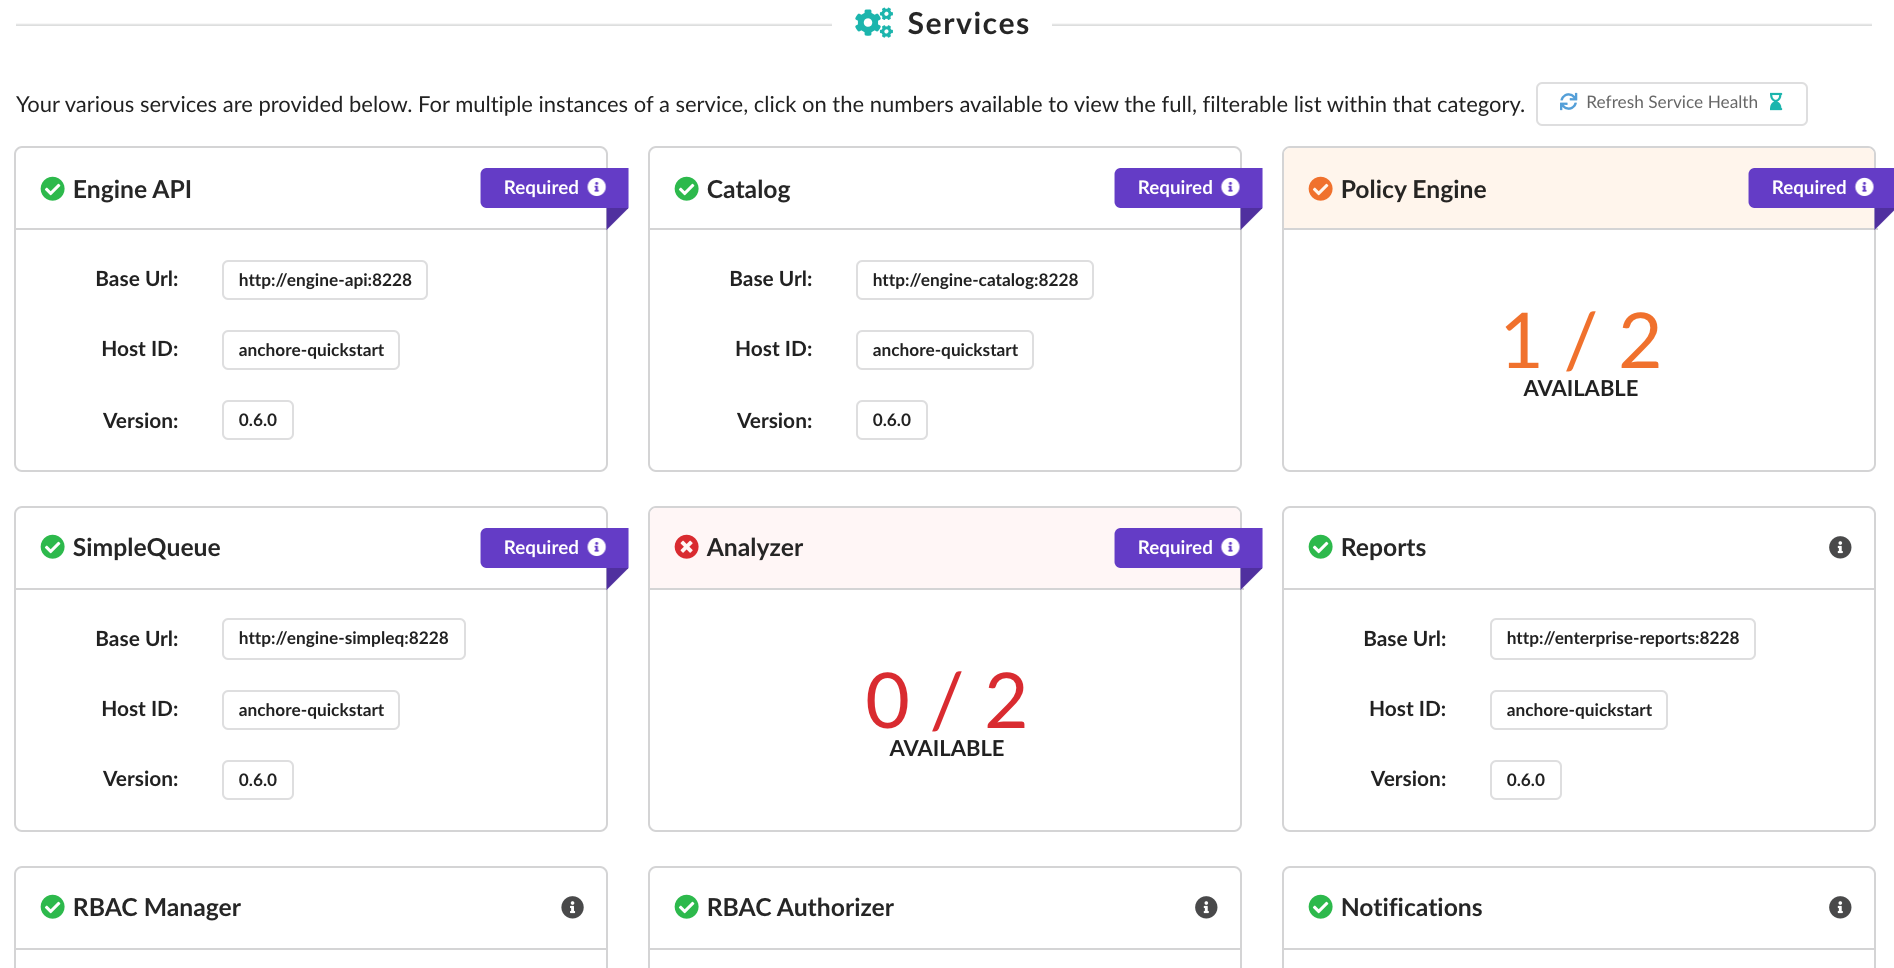 Services
Your various services are provided below. For multiple instances of a service, click on the numbers available to view the full, filterable list within that category.
Refresh Service Health
Engine API
Required
Base Url: http://engine-api:8228
Host ID: anchore-quickstart
Version: 0.6.0
Catalog
Required
Base Url: http://engine-catalog:8228
Host ID: anchore-quickstart
Version: 0.6.0
Policy Engine
Required
1 / 2
AVAILABLE
SimpleQueue
Required
Base Url: http://engine-simpleq:8228
Host ID: anchore-quickstart
Version: 0.6.0
Analyzer
Required
0 / 2
AVAILABLE
Reports
Base Url: http://enterprise-reports:8228
Host ID: anchore-quickstart
Version: 0.6.0
RBAC Manager
RBAC Authorizer
Notifications